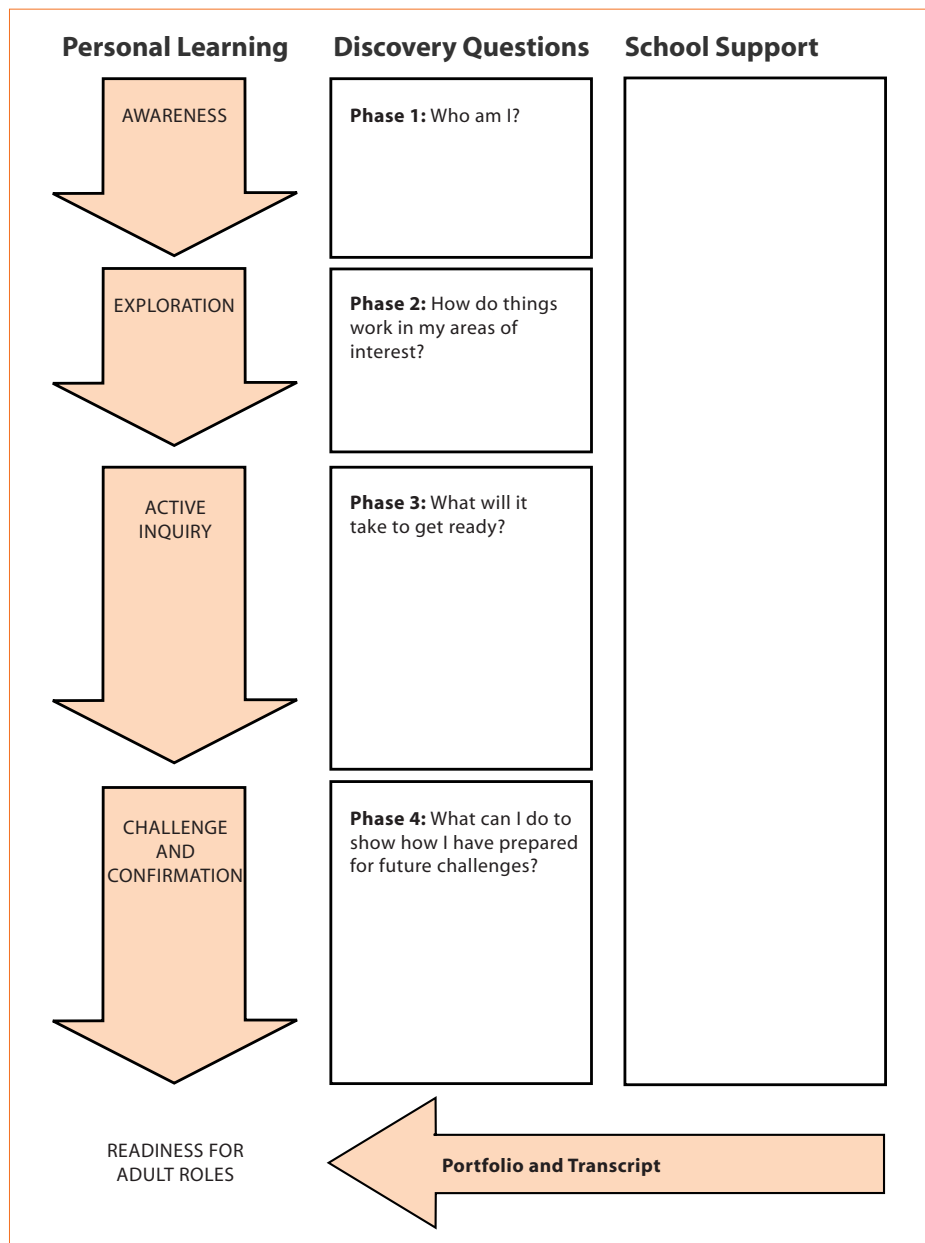 Personal Learning
Discovery Questions
School Support
AWARENESS
Phase 1: Who am I?
EXPLORATION
Phase 2: How do things
work in my areas of
interest?
ACTIVE
INQUIRY
Phase 3: What will it
take to get ready?
CHALLENGE
AND
CONFIRMATION
Phase 4: What can I do to
show how I have prepared
for future challenges?
READINESS FOR
ADULT ROLES
Portfolio and Transcript